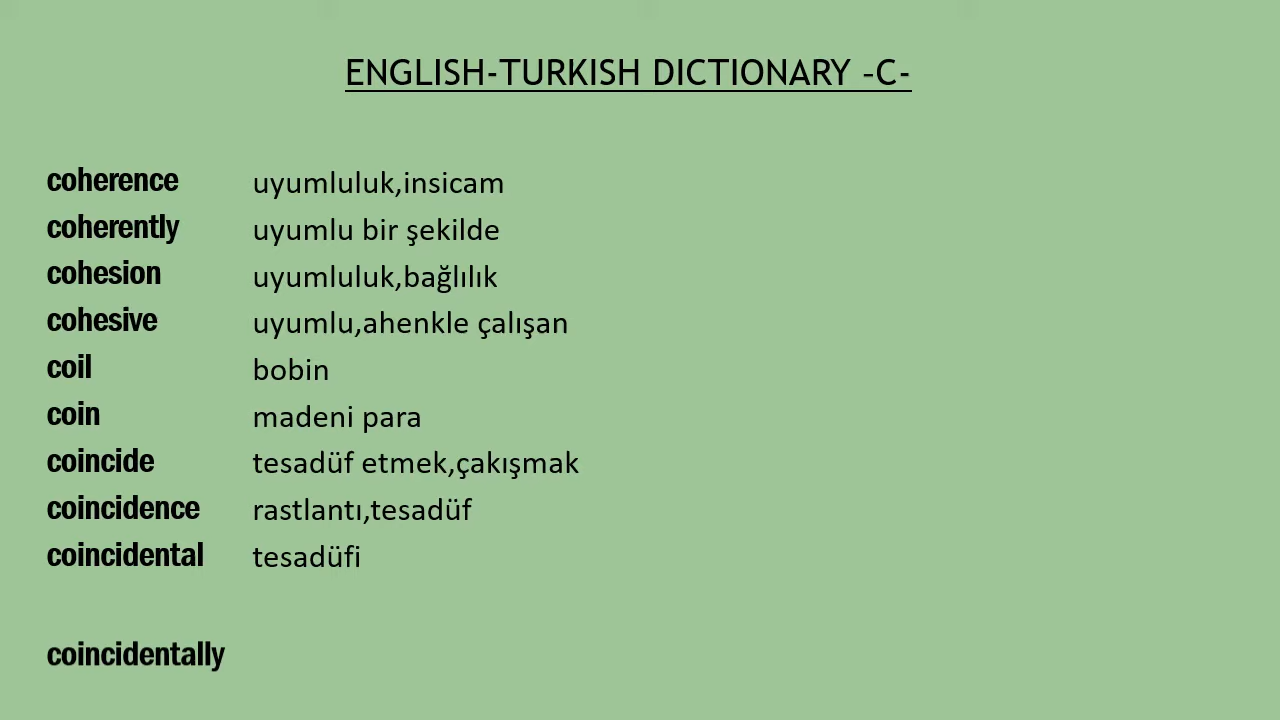 ENGLISH-TURKISH DICTIONARY –C-
coherence uyumluluk,insicam
coherently uyumlu bir şekilde
cohesion uyumluluk,bağlılık
cohesive uyumlu,ahenkle çalışan
coil bobin
coin madeni para
coincide tesadüf etmek,çakışmak
coincidence rastlantı,tesadüf
coincidental tesadüfi
coincidentally